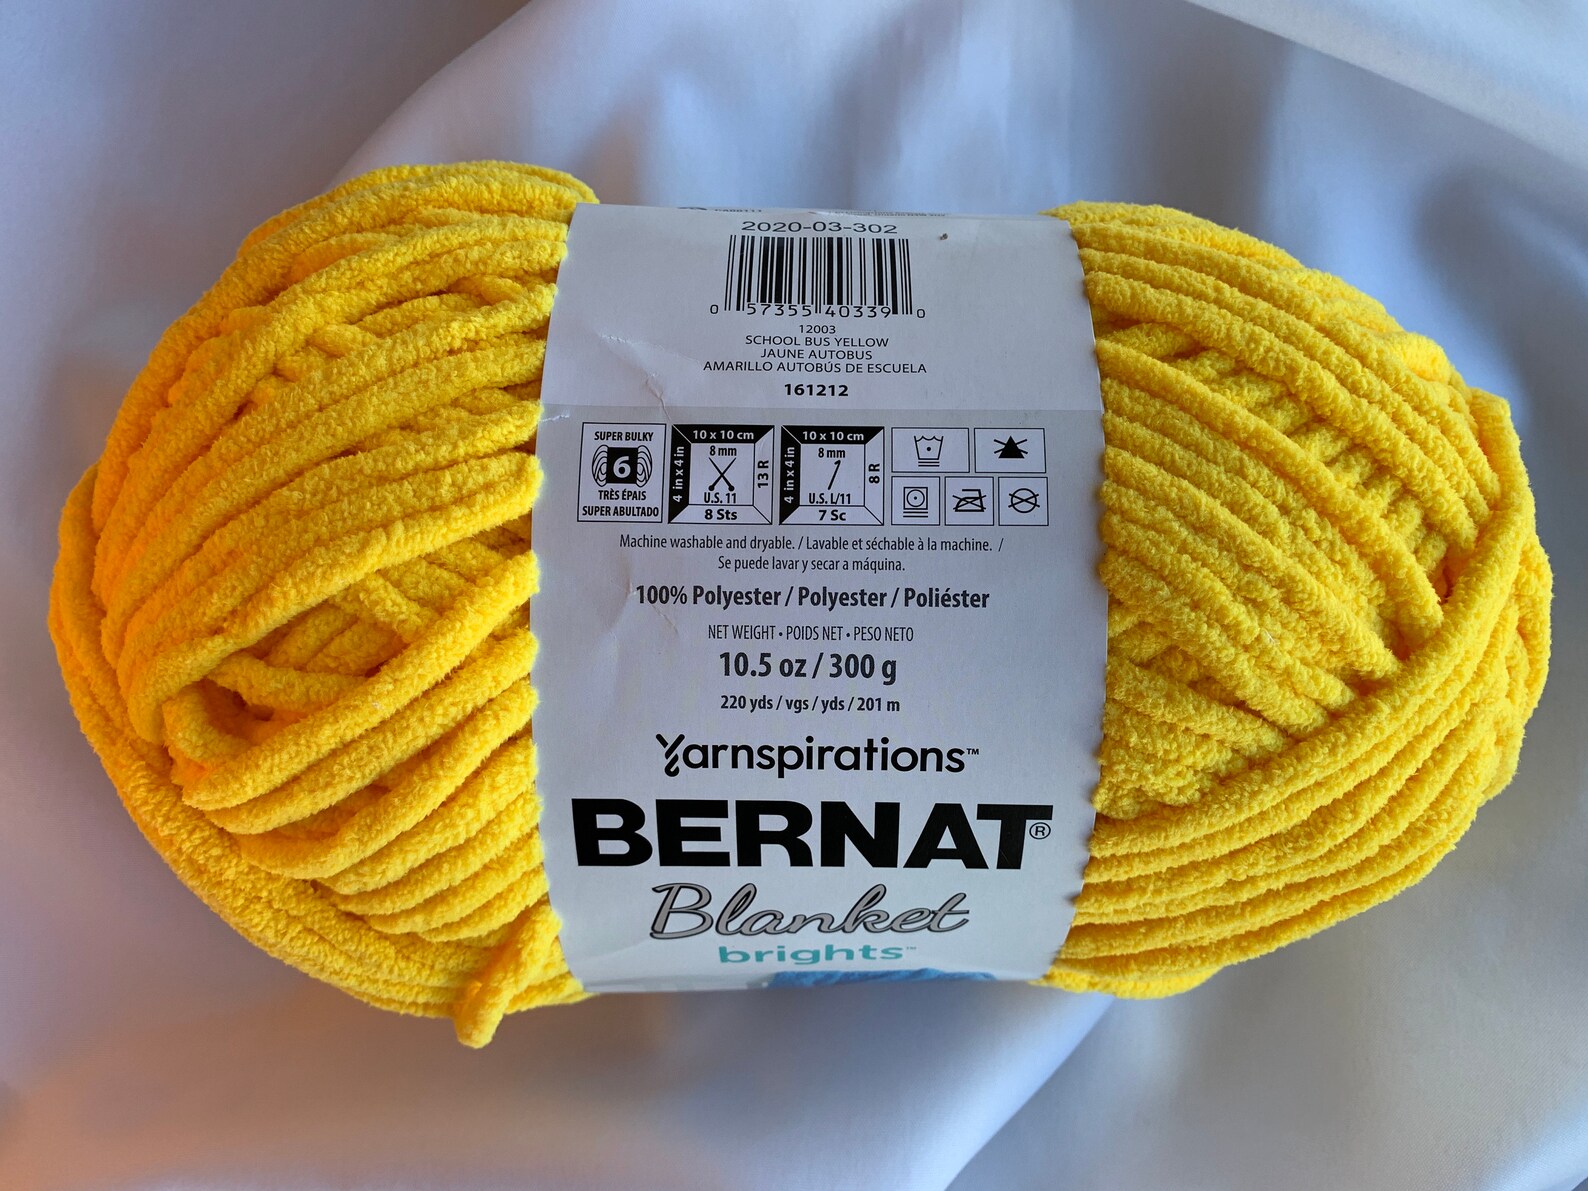 2020-03-302
0 57355 40339 0
12003
SCHOOL BUS YELLOW
JAUNE AUTOBUS
AMARILLO AUTOBÚS DE ESCUELA
161212
SUPER BULKY
6
TRÈS ÉPAIS
SUPER ABULTADO
10 x 10 cm
4 in x 4 in
8 mm
U.S. 11
13 R
8 Sts
10 x 10 cm
4 in x 4 in
8 mm
U.S. L/11
8 R
7 Sc
Machine washable and dryable. / Lavable et séchable à la machine. /
Se puede lavar y secar a máquina.
100% Polyester / Polyester / Poliéster
NET WEIGHT • POIDS NET • PESO NETO
10.5 oz / 300 g
220 yds / vgs / yds / 201 m
Yarnspirations™
BERNAT®
Blanket
brights™